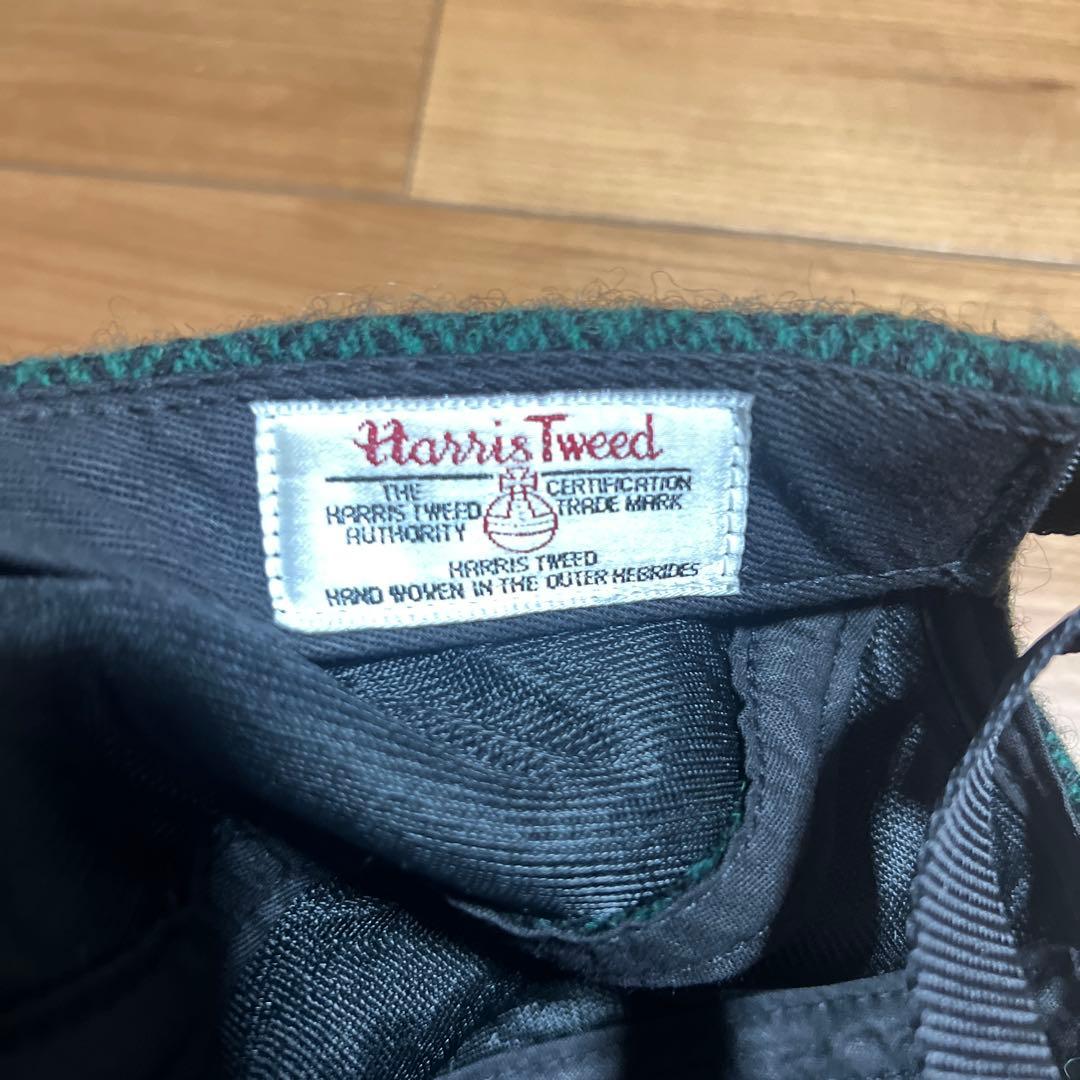 Harris Tweed
THE HARRIS TWEED AUTHORITY
CERTIFICATION TRADE MARK
HARRIS TWEED
HAND WOVEN IN THE OUTER HEBRIDES